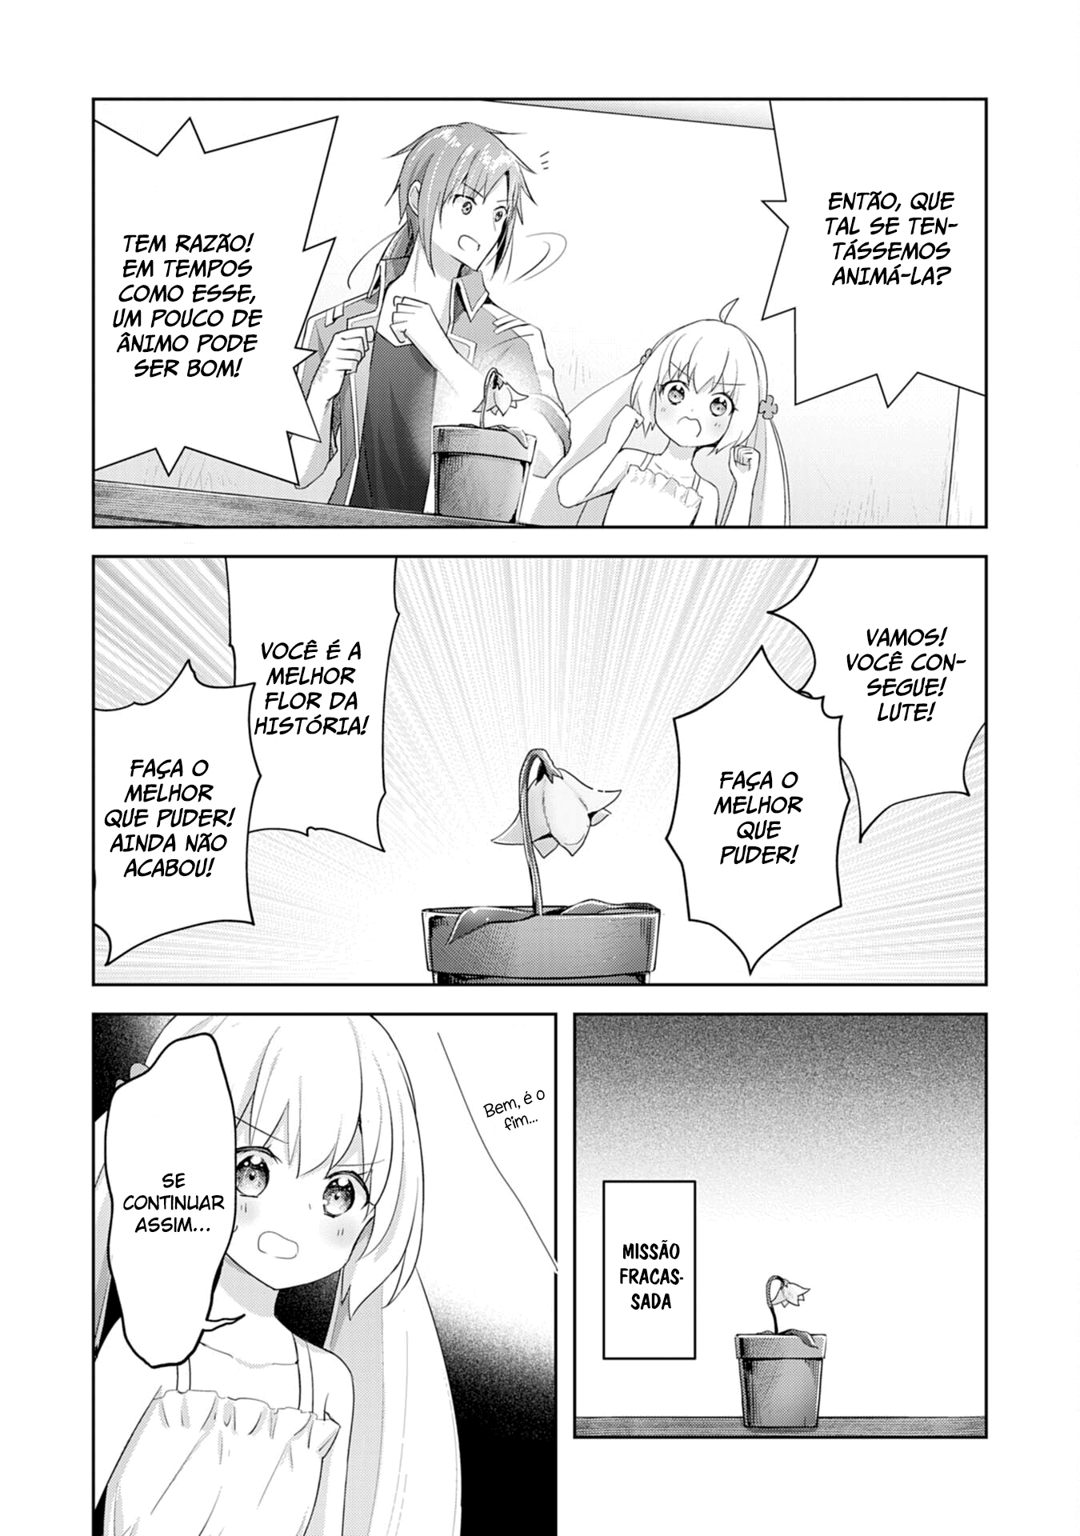 ENTÃO, QUE
TAL SE TEN-
TÁSSEMOS
ANIMÁ-LA?
TEM RAZÃO!
EM TEMPOS
COMO ESSE,
UM POUCO DE
ÂNIMO PODE
SER BOM!
VAMOS!
VOCÊ CON-
SEGUE!
LUTE!
FAÇA O
MELHOR
QUE
PUDER!
VOCÊ É A
MELHOR
FLOR DA
HISTÓRIA!
FAÇA O
MELHOR
QUE PUDER!
AINDA NÃO
ACABOU!
MISSÃO
FRACAS-
SADA
Bem, é o
fim...
SE
CONTINUAR
ASSIM...